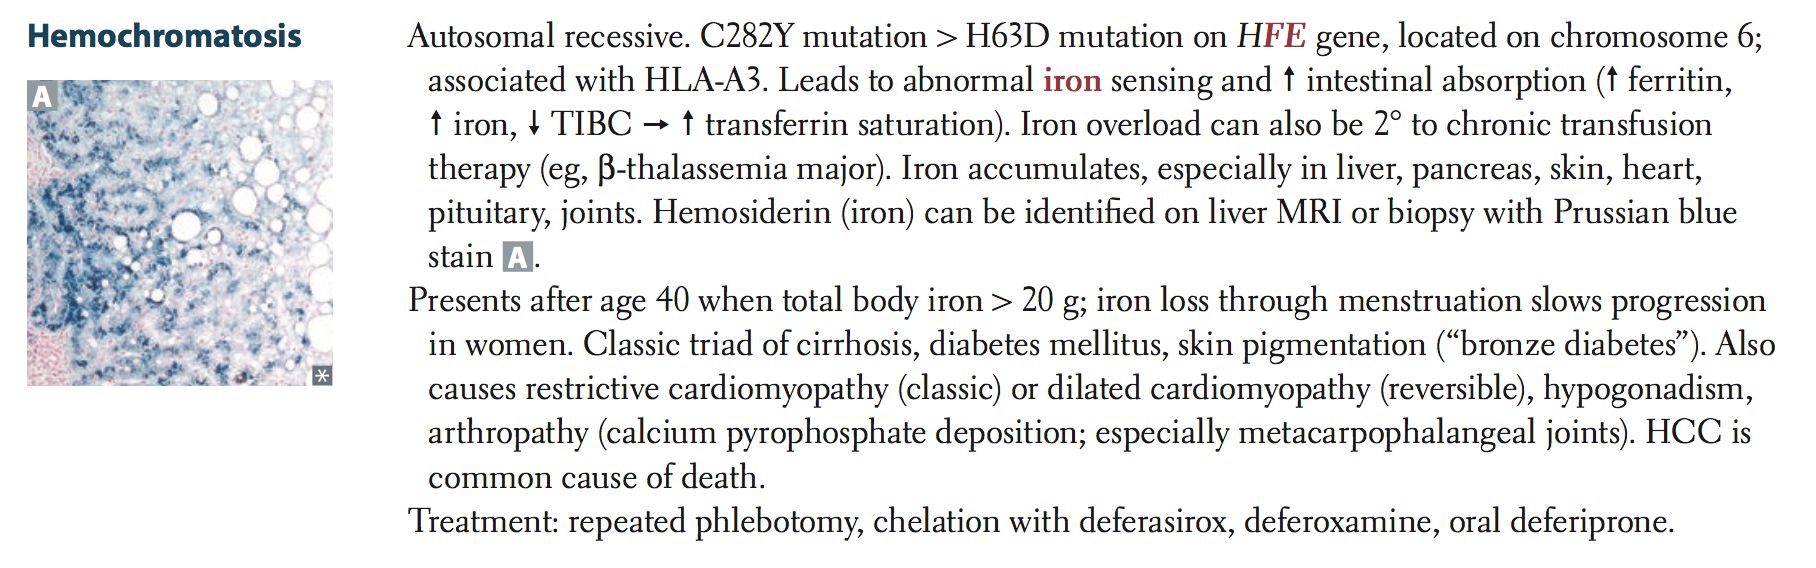 Hemochromatosis
A
*
Autosomal recessive. C282Y mutation > H63D mutation on HFE gene, located on chromosome 6;
associated with HLA-A3. Leads to abnormal iron sensing and ↑ intestinal absorption (↑ ferritin,
↑ iron, ↓ TIBC → ↑ transferrin saturation). Iron overload can also be 2° to chronic transfusion
therapy (eg, β-thalassemia major). Iron accumulates, especially in liver, pancreas, skin, heart,
pituitary, joints. Hemosiderin (iron) can be identified on liver MRI or biopsy with Prussian blue
stain A.
Presents after age 40 when total body iron > 20 g; iron loss through menstruation slows progression
in women. Classic triad of cirrhosis, diabetes mellitus, skin pigmentation (“bronze diabetes”). Also
causes restrictive cardiomyopathy (classic) or dilated cardiomyopathy (reversible), hypogonadism,
arthropathy (calcium pyrophosphate deposition; especially metacarpophalangeal joints). HCC is
common cause of death.
Treatment: repeated phlebotomy, chelation with deferasirox, deferoxamine, oral deferiprone.